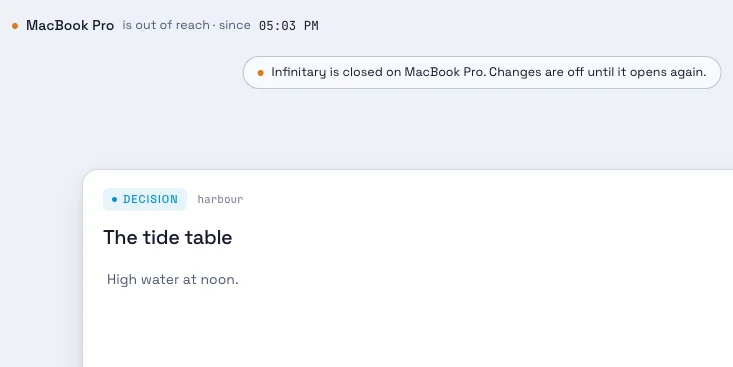 MacBook Pro is out of reach · since 05:03 PM
Infinitary is closed on MacBook Pro. Changes are off until it opens again.
DECISION harbour
The tide table
High water at noon.